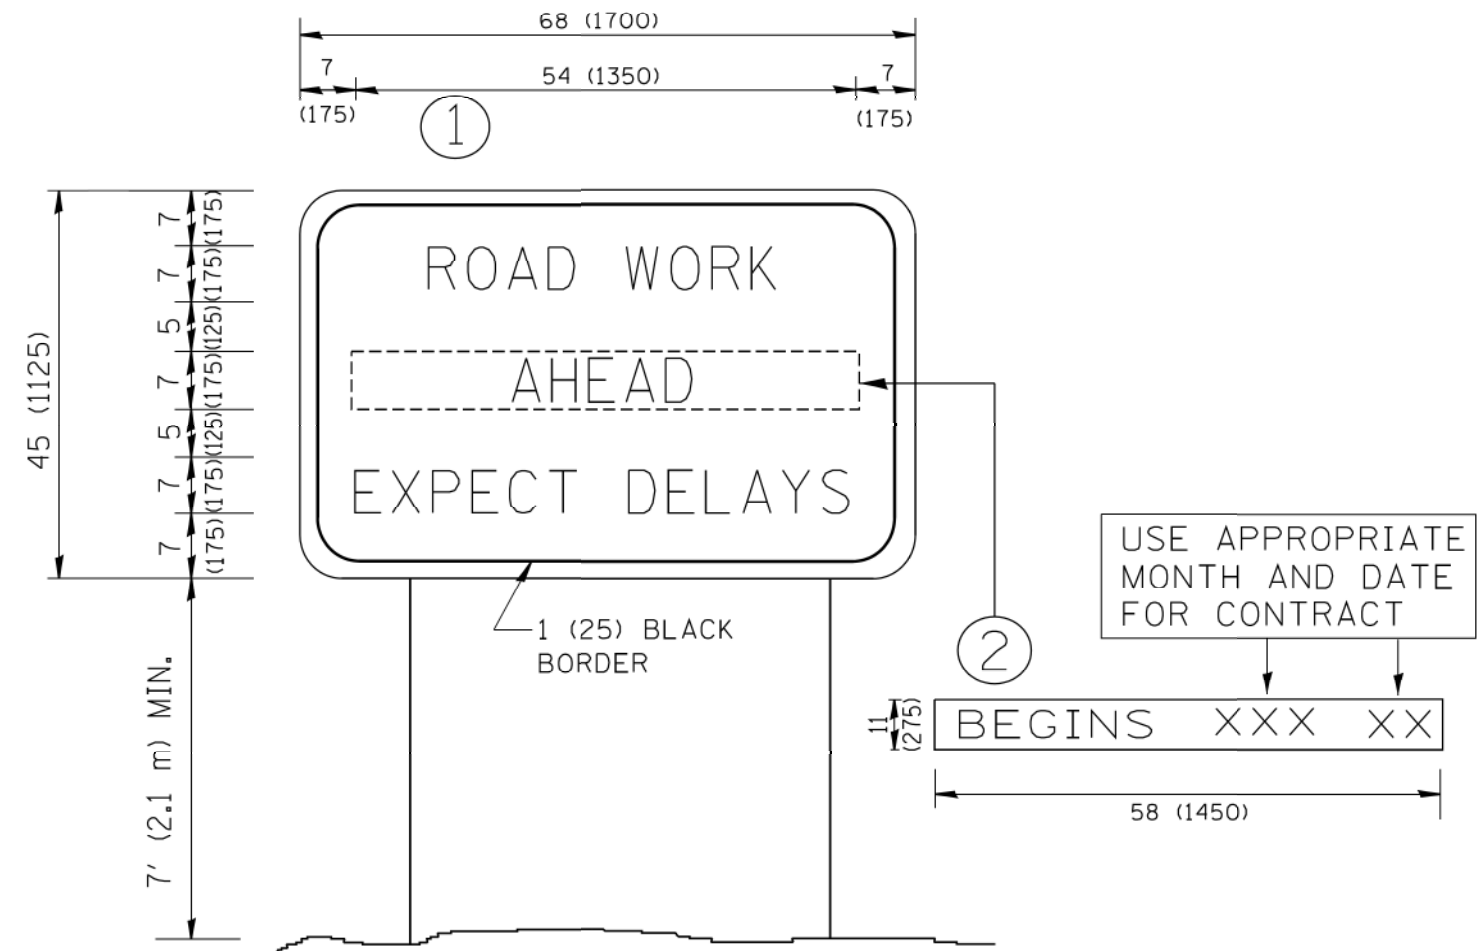 68 (1700)
7
54 (1350)
7
(175)
(175)
1
7
(175)
7
(175)
5
(125)
7
(175)
5
(125)
7
(175)
7
(175)
45 (1125)
ROAD WORK
AHEAD
EXPECT DELAYS
1 (25) BLACK
BORDER
7' (2.1 m) MIN.
USE APPROPRIATE
MONTH AND DATE
FOR CONTRACT
2
11
(275)
BEGINS XXX XX
58 (1450)